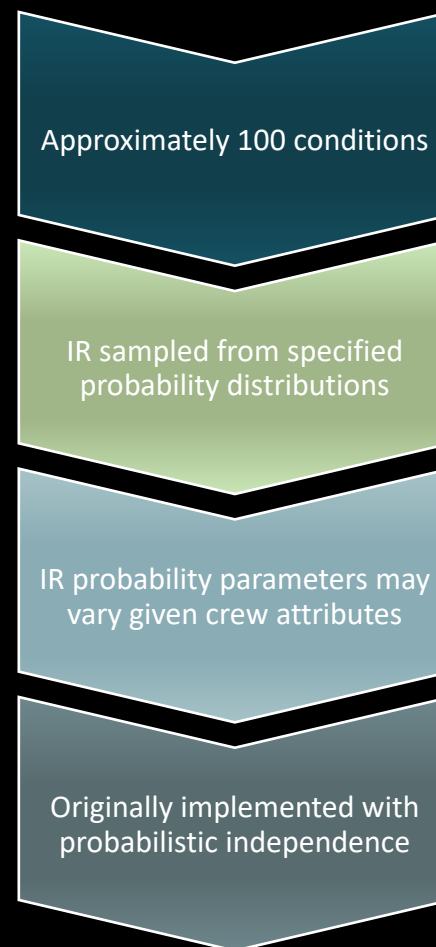 Approximately 100 conditions
IR sampled from specified
probability distributions
IR probability parameters may
vary given crew attributes
Originally implemented with
probabilistic independence